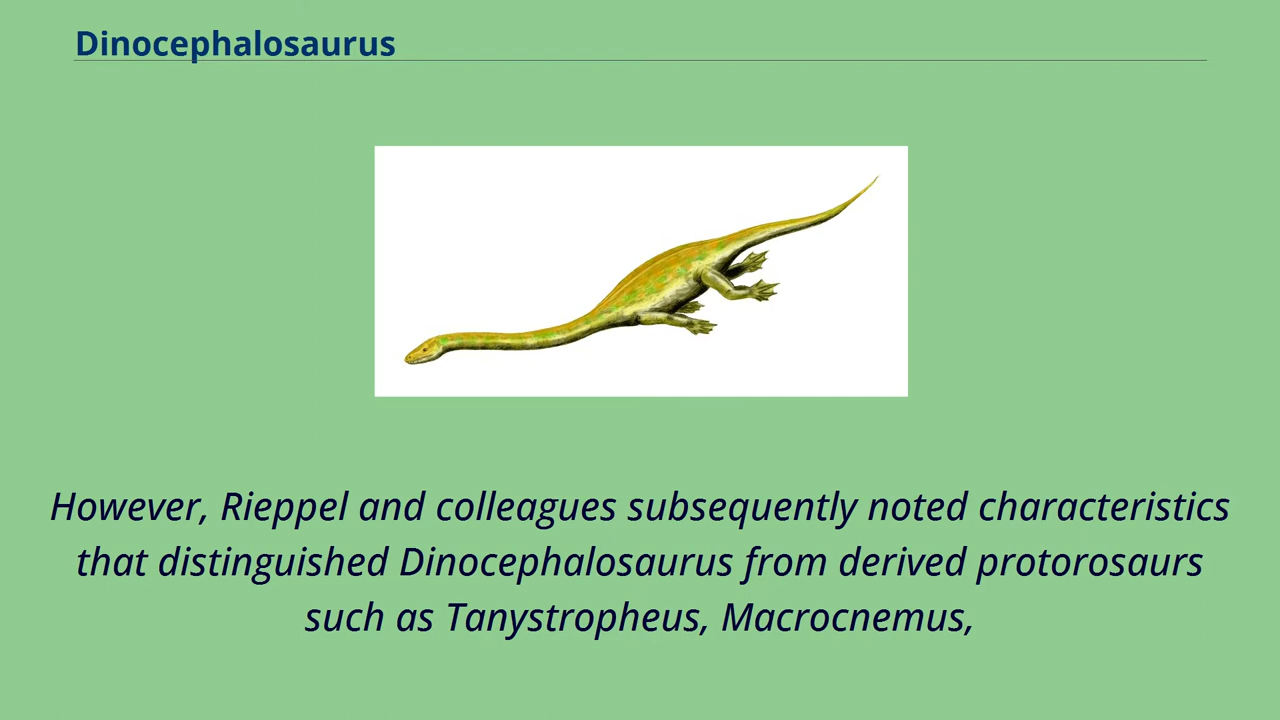 Dinocephalosaurus
However, Rieppel and colleagues subsequently noted characteristics
that distinguished Dinocephalosaurus from derived protorosaurs
such as Tanystropheus, Macrocnemus,